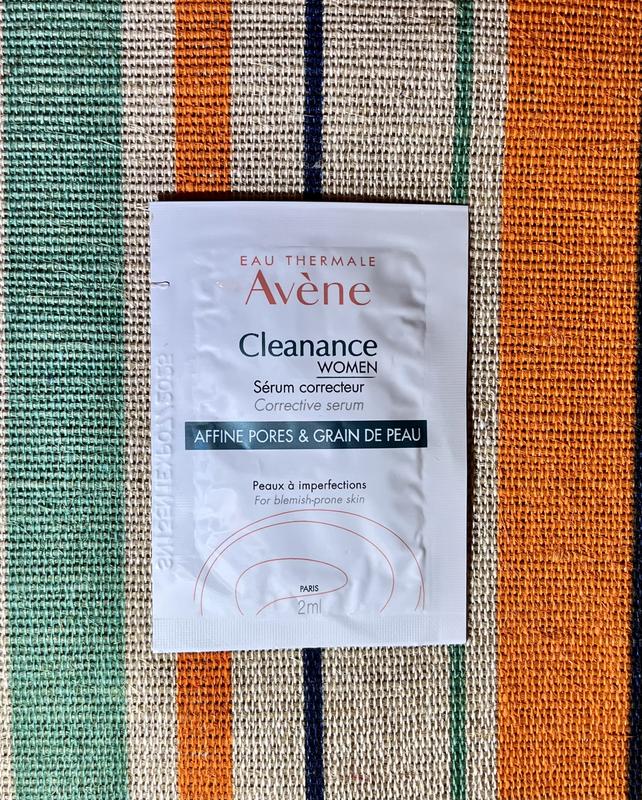 EAU THERMALE
Avène
Cleanance
WOMEN
Sérum correcteur
Corrective serum
AFFINE PORES & GRAIN DE PEAU
Peaux à imperfections
For blemish-prone skin
PARIS
2ml